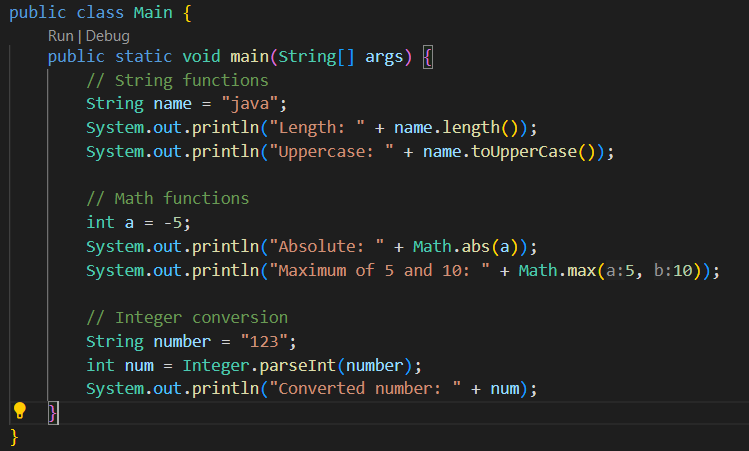 public class Main {
Run | Debug
public static void main(String[] args) {
// String functions
String name = "java";
System.out.println("Length: " + name.length());
System.out.println("Uppercase: " + name.toUpperCase());
// Math functions
int a = -5;
System.out.println("Absolute: " + Math.abs(a));
System.out.println("Maximum of 5 and 10: " + Math.max(a:5, b:10));
// Integer conversion
String number = "123";
int num = Integer.parseInt(number);
System.out.println("Converted number: " + num);
}
}